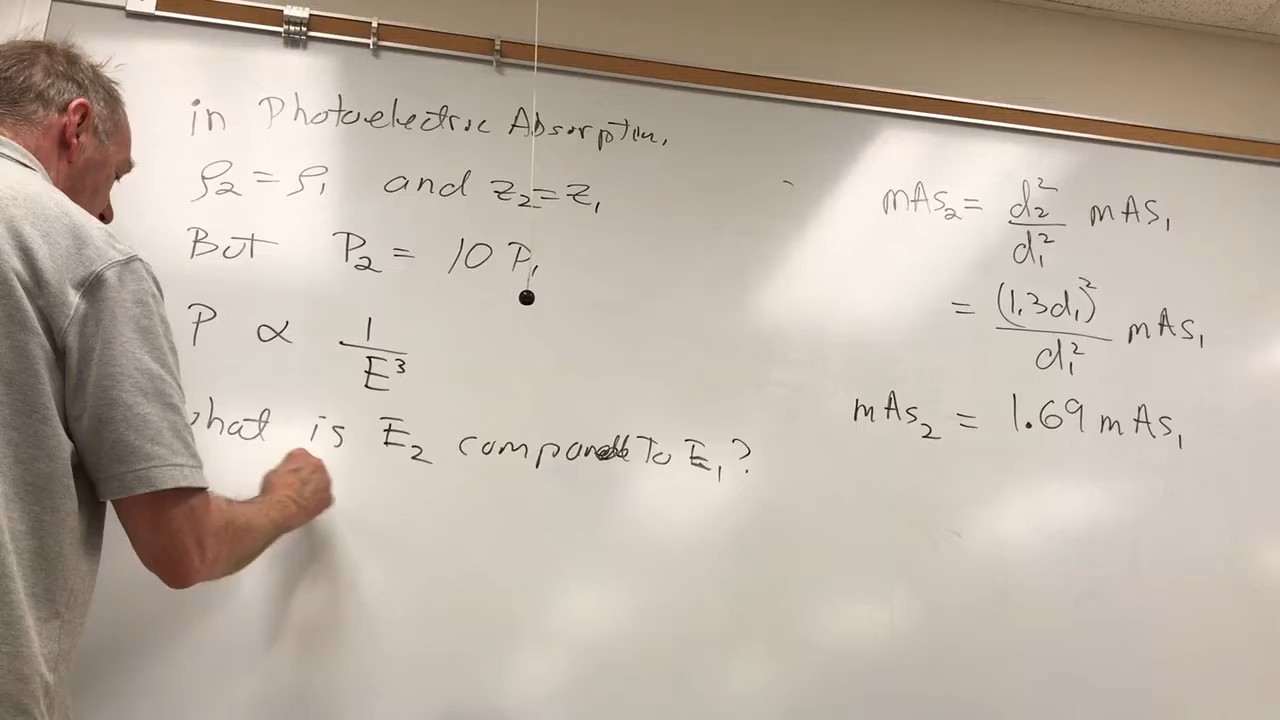 in Photoelectric Absorption,
ρ₂ = ρ₁ and z₂ = z₁
But P₂ = 10 P₁
P ∝ 1/E³
what is E₂ compared to E₁?
mAs₂ = d₂²/d₁² mAs₁
= (1.3d₁)²/d₁² mAs₁
mAs₂ = 1.69 mAs₁